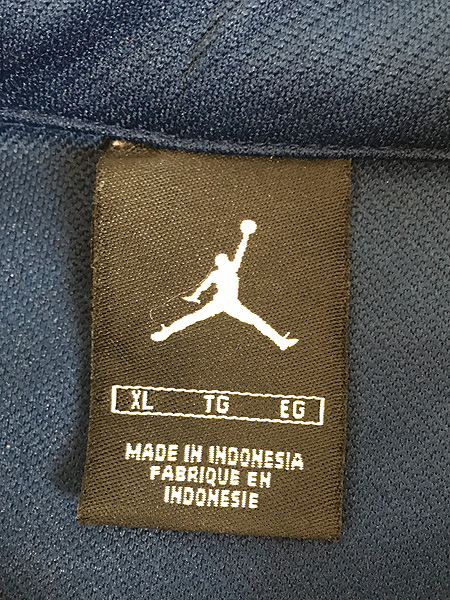 XL TG EG
MADE IN INDONESIA
FABRIQUE EN
INDONESIE